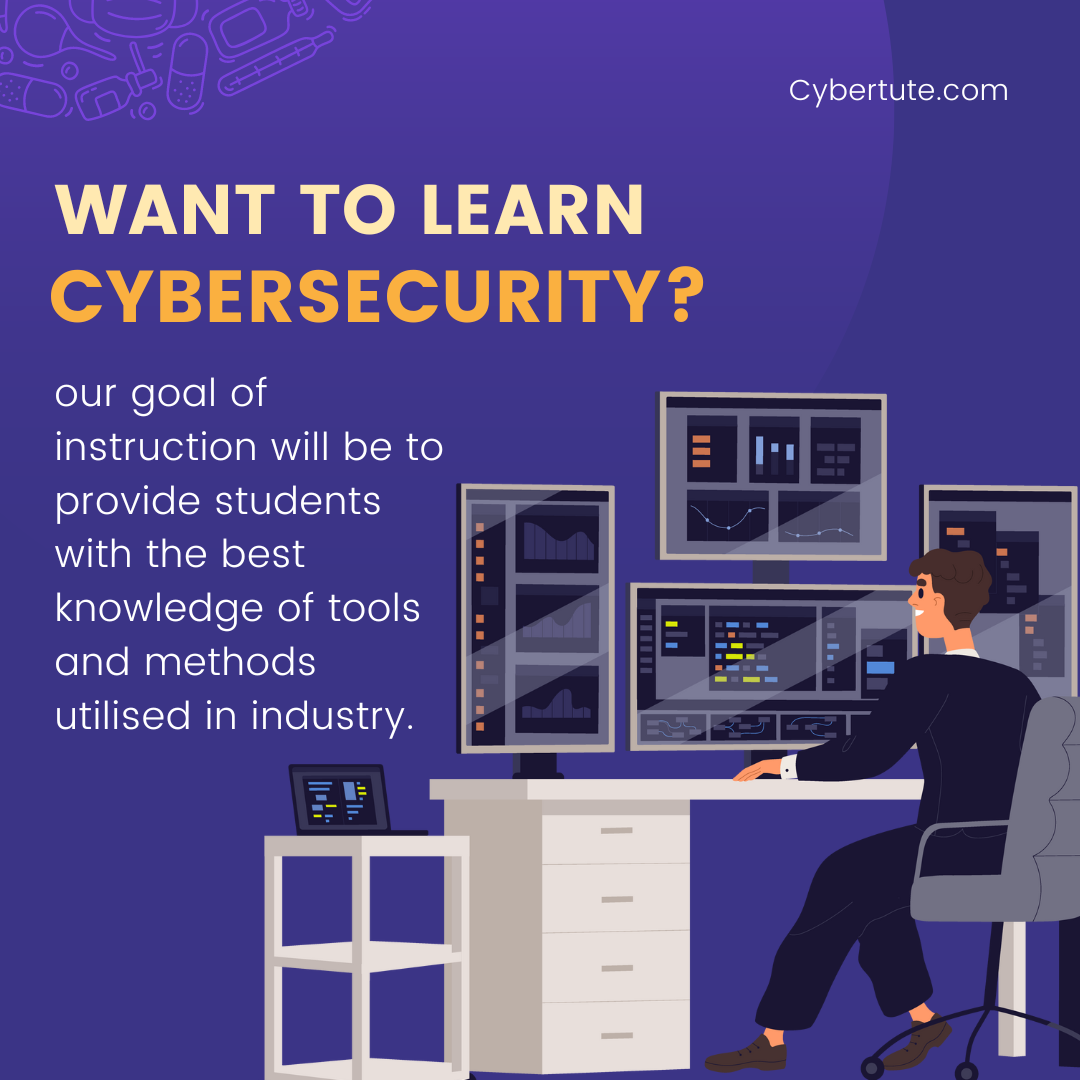 Cybertute.com
WANT TO LEARN
CYBERSECURITY?
our goal of
instruction will be to
provide students
with the best
knowledge of tools
and methods
utilised in industry.